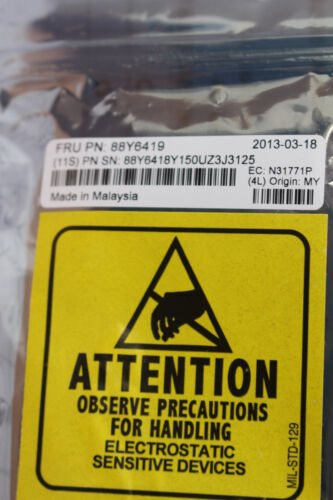 FRU PN: 88Y6419
2013-03-18
(11S) PN SN: 88Y6418Y150UZ3J3125
EC: N31771P
(4L) Origin: MY
Made in Malaysia
ATTENTION
OBSERVE PRECAUTIONS
FOR HANDLING
ELECTROSTATIC
SENSITIVE DEVICES
MIL-STD-129